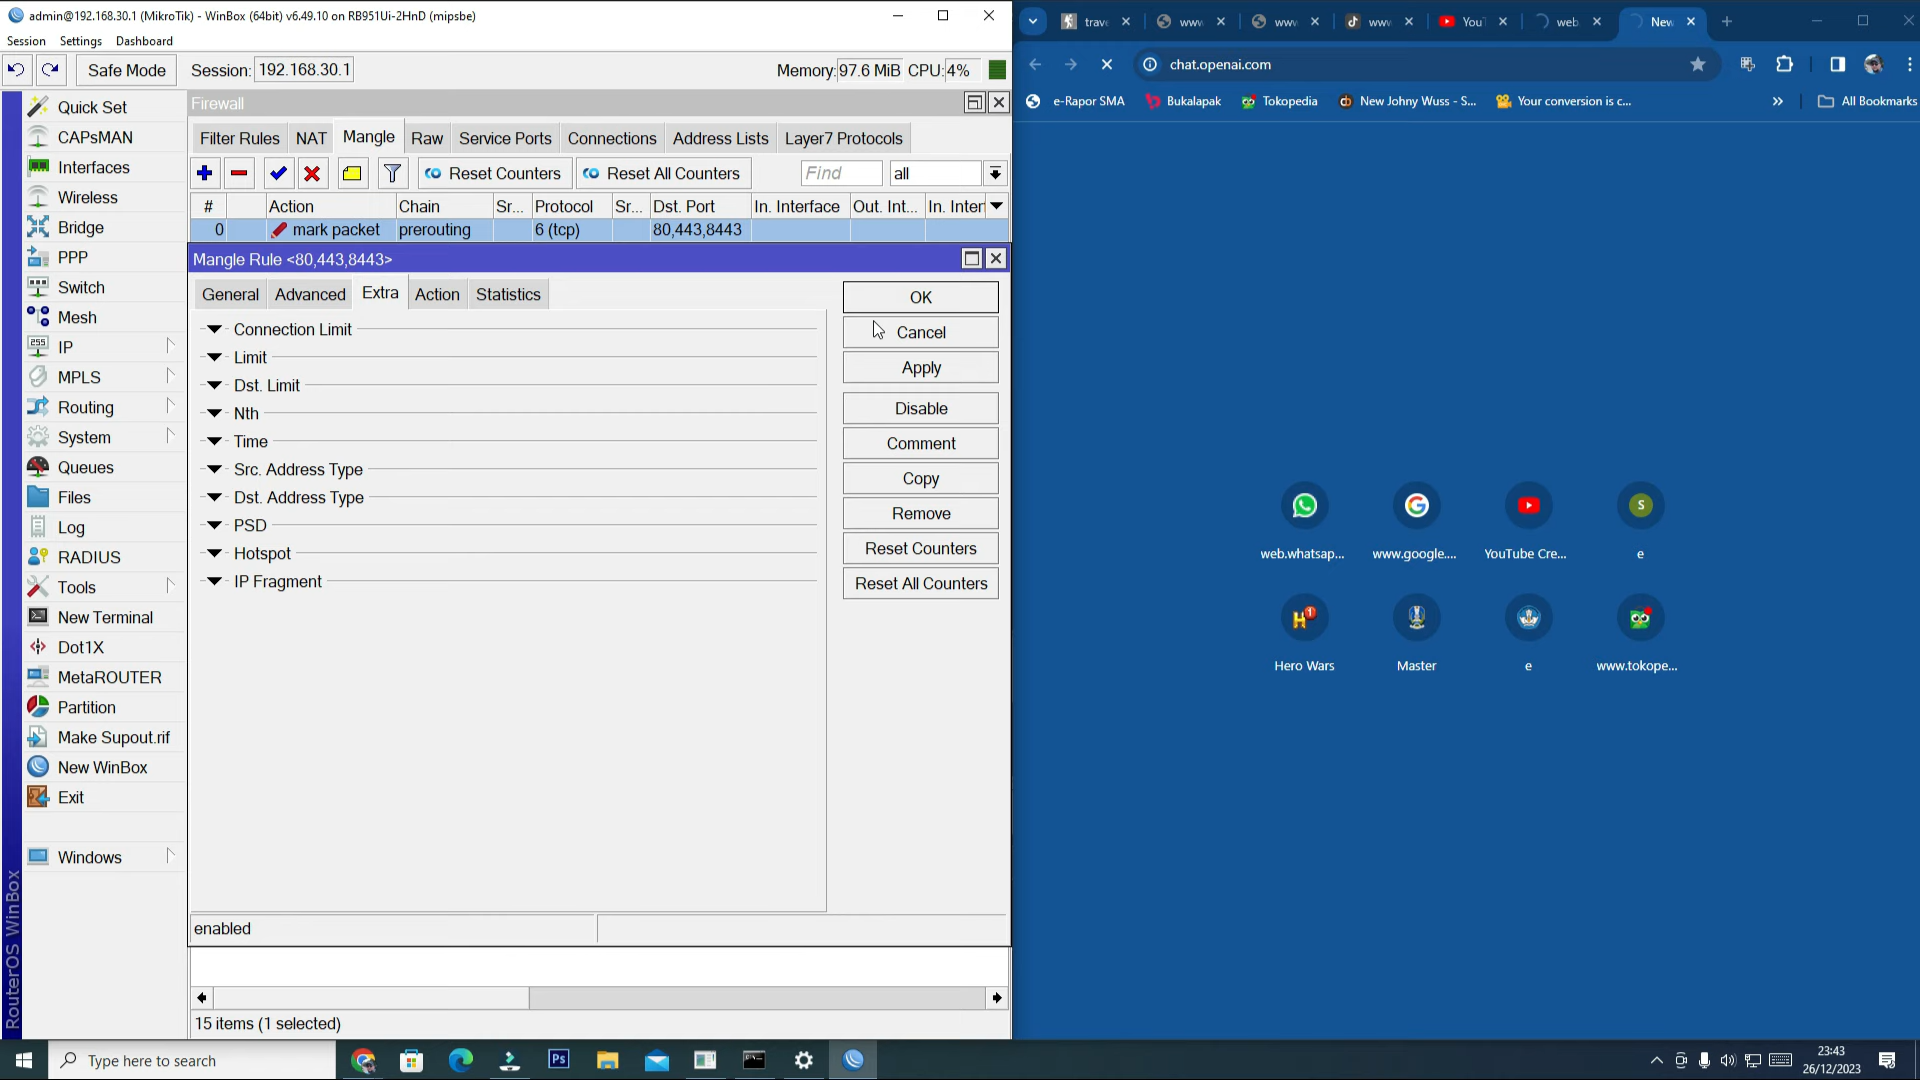 admin@192.168.30.1 (MikroTik) - WinBox (64bit) v6.49.10 on RB951Ui-2HnD (mipsbe)
Session Settings Dashboard
Safe Mode Session: 192.168.30.1 Memory: 97.6 MiB CPU: 4%
Quick Set
CAPsMAN
Interfaces
Wireless
Bridge
PPP
Switch
Mesh
255
IP
MPLS
Routing
System
Queues
Files
Log
RADIUS
Tools
New Terminal
Dot1X
MetaROUTER
Partition
Make Supout.rif
New WinBox
Exit
Windows
RouterOS WinBox
Firewall
Filter Rules NAT Mangle Raw Service Ports Connections Address Lists Layer7 Protocols
Reset Counters Reset All Counters Find all
# Action Chain Sr... Protocol Sr... Dst. Port In. Interface Out. Int... In. Inter
0 mark packet prerouting 6 (tcp) 80,443,8443
Mangle Rule <80,443,8443>
General Advanced Extra Action Statistics
Connection Limit
Limit
Dst. Limit
Nth
Time
Src. Address Type
Dst. Address Type
PSD
Hotspot
IP Fragment
OK
Cancel
Apply
Disable
Comment
Copy
Remove
Reset Counters
Reset All Counters
enabled
15 items (1 selected)
trave www www www YouT web New
chat.openai.com
e-Rapor SMA Bukalapak Tokopedia New Johny Wuss - S... Your conversion is c... » All Bookmarks
S
web.whatsap... www.google.... YouTube Cre... e
Hero Wars Master e www.tokope...
Type here to search
Ps
23:43
26/12/2023